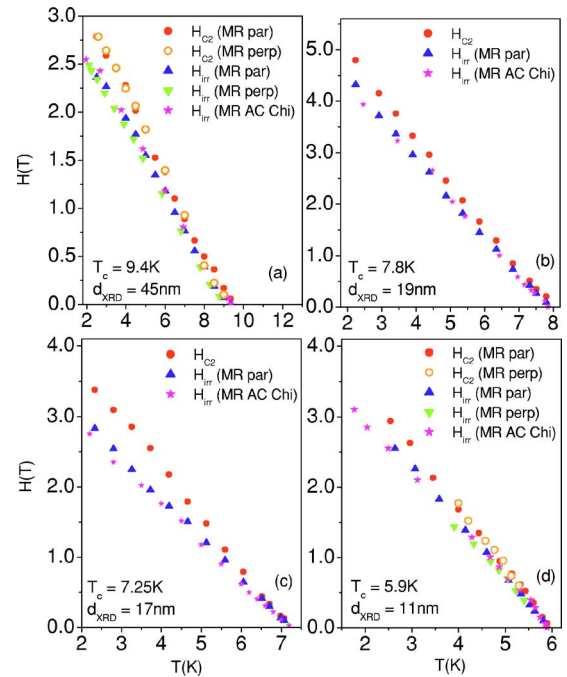 H(T)
3.0
2.5
2.0
1.5
1.0
0.5
0.0
H_C2 (MR par)
H_C2 (MR perp)
H_irr (MR par)
H_irr (MR perp)
H_irr (MR AC Chi)
T_c = 9.4K
d_XRD = 45nm
(a)
2 4 6 8 10 12
5.0
4.0
3.0
2.0
1.0
0.0
H_C2
H_irr (MR par)
H_irr (MR AC Chi)
T_c = 7.8K
d_XRD = 19nm
(b)
2 3 4 5 6 7 8
H(T)
4.0
3.0
2.0
1.0
0.0
H_C2 (MR par)
H_irr (MR par)
H_irr (MR AC Chi)
T_c = 7.25K
d_XRD = 17nm
(c)
2 3 4 5 6 7
T(K)
4.0
3.0
2.0
1.0
0.0
H_C2 (MR par)
H_C2 (MR perp)
H_irr (MR par)
H_irr (MR perp)
H_irr (MR AC Chi)
T_c = 5.9K
d_XRD = 11nm
(d)
1 2 3 4 5 6
T(K)